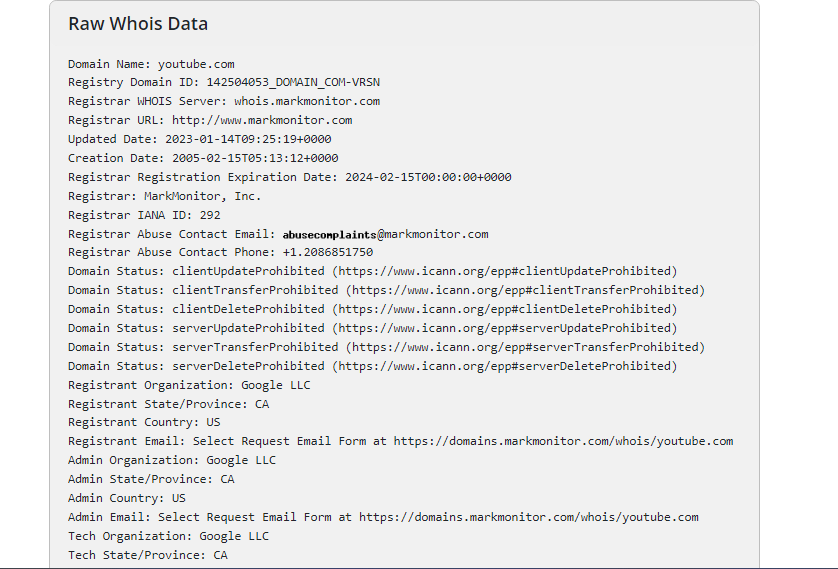 Raw Whois Data
Domain Name: youtube.com
Registry Domain ID: 142504053_DOMAIN_COM-VRSN
Registrar WHOIS Server: whois.markmonitor.com
Registrar URL: http://www.markmonitor.com
Updated Date: 2023-01-14T09:25:19+0000
Creation Date: 2005-02-15T05:13:12+0000
Registrar Registration Expiration Date: 2024-02-15T00:00:00+0000
Registrar: MarkMonitor, Inc.
Registrar IANA ID: 292
Registrar Abuse Contact Email: abusecomplaints@markmonitor.com
Registrar Abuse Contact Phone: +1.2086851750
Domain Status: clientUpdateProhibited (https://www.icann.org/epp#clientUpdateProhibited)
Domain Status: clientTransferProhibited (https://www.icann.org/epp#clientTransferProhibited)
Domain Status: clientDeleteProhibited (https://www.icann.org/epp#clientDeleteProhibited)
Domain Status: serverUpdateProhibited (https://www.icann.org/epp#serverUpdateProhibited)
Domain Status: serverTransferProhibited (https://www.icann.org/epp#serverTransferProhibited)
Domain Status: serverDeleteProhibited (https://www.icann.org/epp#serverDeleteProhibited)
Registrant Organization: Google LLC
Registrant State/Province: CA
Registrant Country: US
Registrant Email: Select Request Email Form at https://domains.markmonitor.com/whois/youtube.com
Admin Organization: Google LLC
Admin State/Province: CA
Admin Country: US
Admin Email: Select Request Email Form at https://domains.markmonitor.com/whois/youtube.com
Tech Organization: Google LLC
Tech State/Province: CA